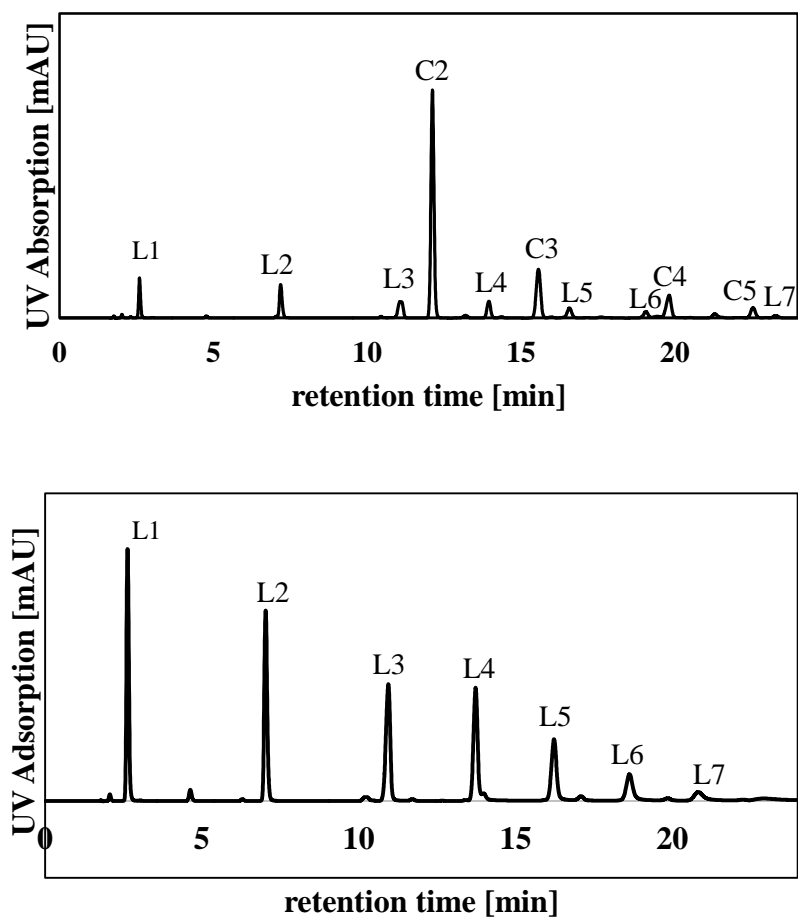 UV Absorption [mAU]
C2
L1
L2
L3
L4
C3
L5
L6
C4
C5
L7
0 5 10 15 20
retention time [min]
UV Adsorption [mAU]
L1
L2
L3
L4
L5
L6
L7
0 5 10 15 20
retention time [min]